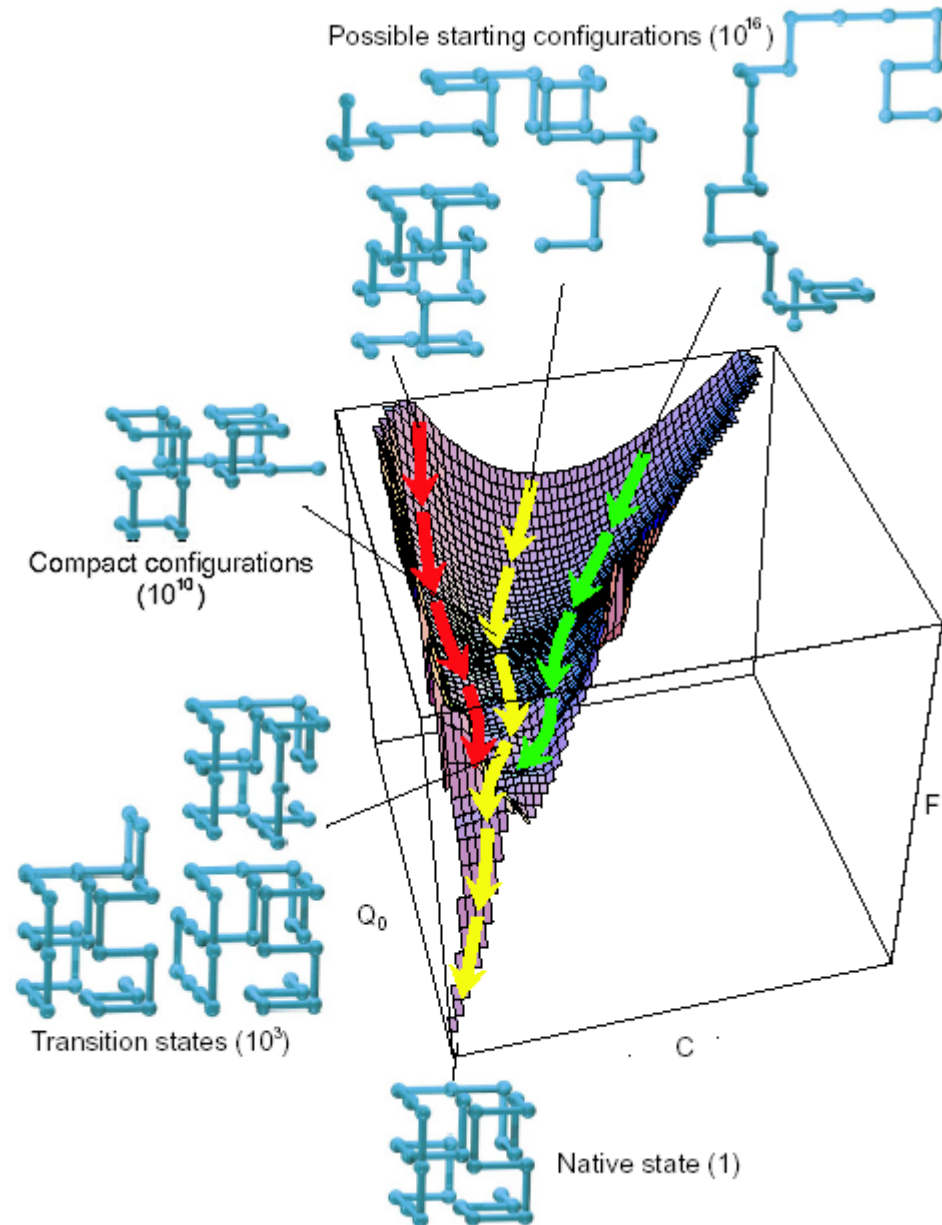 Possible starting configurations (10¹⁶)
Compact configurations
(10¹⁰)
F
Q₀
Transition states (10³)
C
Native state (1)